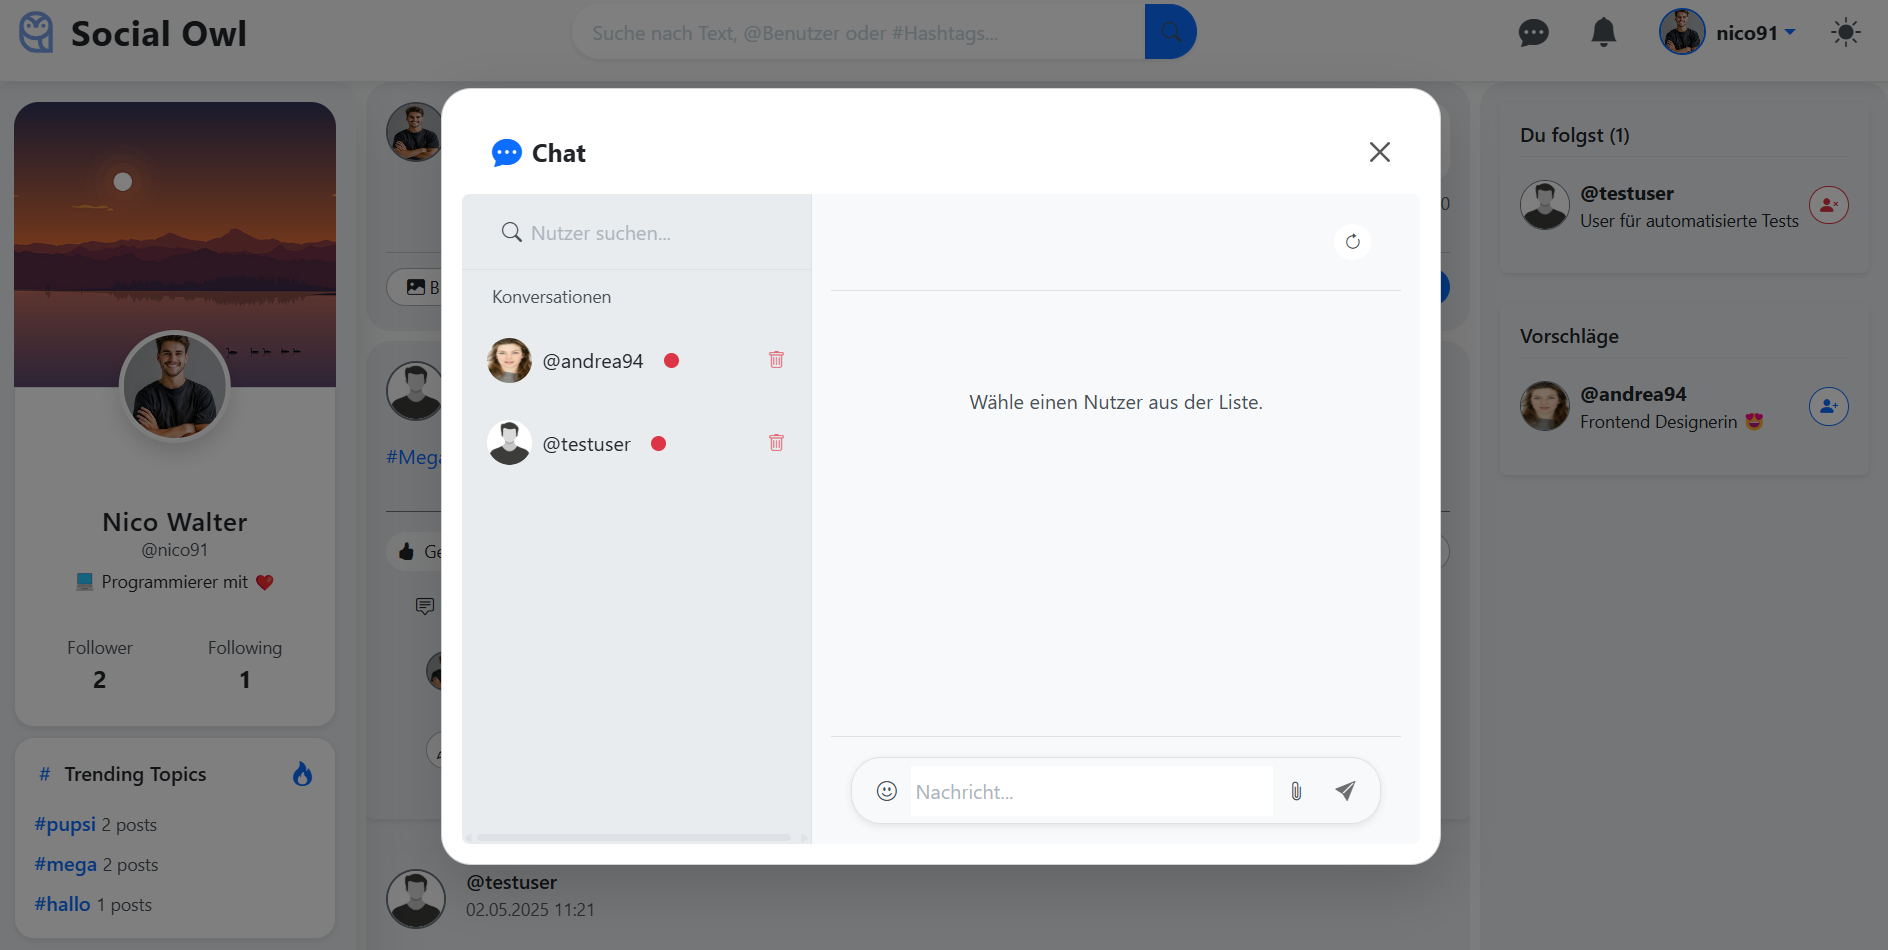 Social Owl
Suche nach Text, @Benutzer oder #Hashtags...
nico91
Nico Walter
@nico91
Programmierer mit
Follower
Following
2
1
# Trending Topics
#pupsi 2 posts
#mega 2 posts
#hallo 1 posts
#Mega
@testuser
02.05.2025 11:21
Chat
Nutzer suchen...
Konversationen
@andrea94
@testuser
Wähle einen Nutzer aus der Liste.
Nachricht...
Du folgst (1)
@testuser
User für automatisierte Tests
Vorschläge
@andrea94
Frontend Designerin